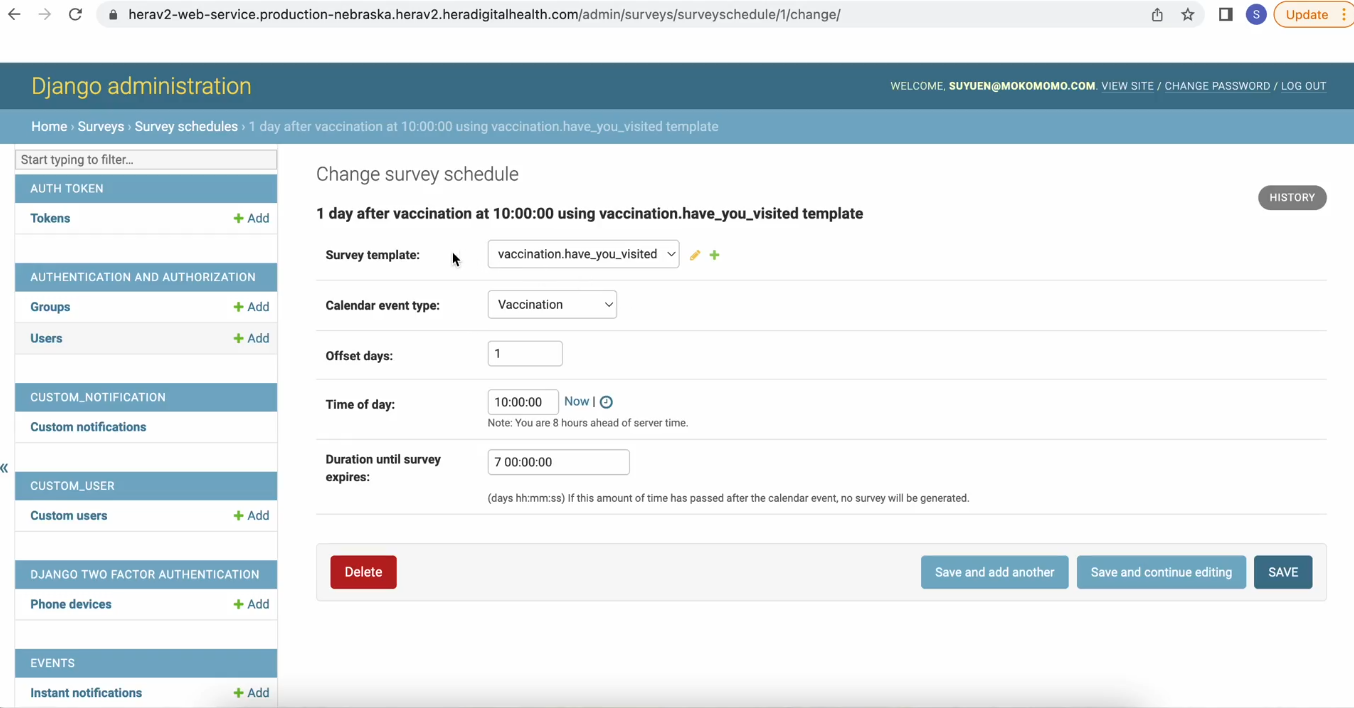 herav2-web-service.production-nebraska.herav2.heradigitalhealth.com/admin/surveys/surveyschedule/1/change/
S
Update
Django administration
WELCOME, SUYUEN@MOKOMOMO.COM. VIEW SITE / CHANGE PASSWORD / LOG OUT
Home › Surveys › Survey schedules › 1 day after vaccination at 10:00:00 using vaccination.have_you_visited template
Start typing to filter...
AUTH TOKEN
Tokens + Add
AUTHENTICATION AND AUTHORIZATION
Groups + Add
Users + Add
CUSTOM_NOTIFICATION
Custom notifications
«
CUSTOM_USER
Custom users + Add
DJANGO TWO FACTOR AUTHENTICATION
Phone devices + Add
EVENTS
Instant notifications + Add
Change survey schedule
HISTORY
1 day after vaccination at 10:00:00 using vaccination.have_you_visited template
Survey template: vaccination.have_you_visited
Calendar event type: Vaccination
Offset days: 1
Time of day: 10:00:00 Now |
Note: You are 8 hours ahead of server time.
Duration until survey
expires:
7 00:00:00
(days hh:mm:ss) If this amount of time has passed after the calendar event, no survey will be generated.
Delete
Save and add another
Save and continue editing
SAVE